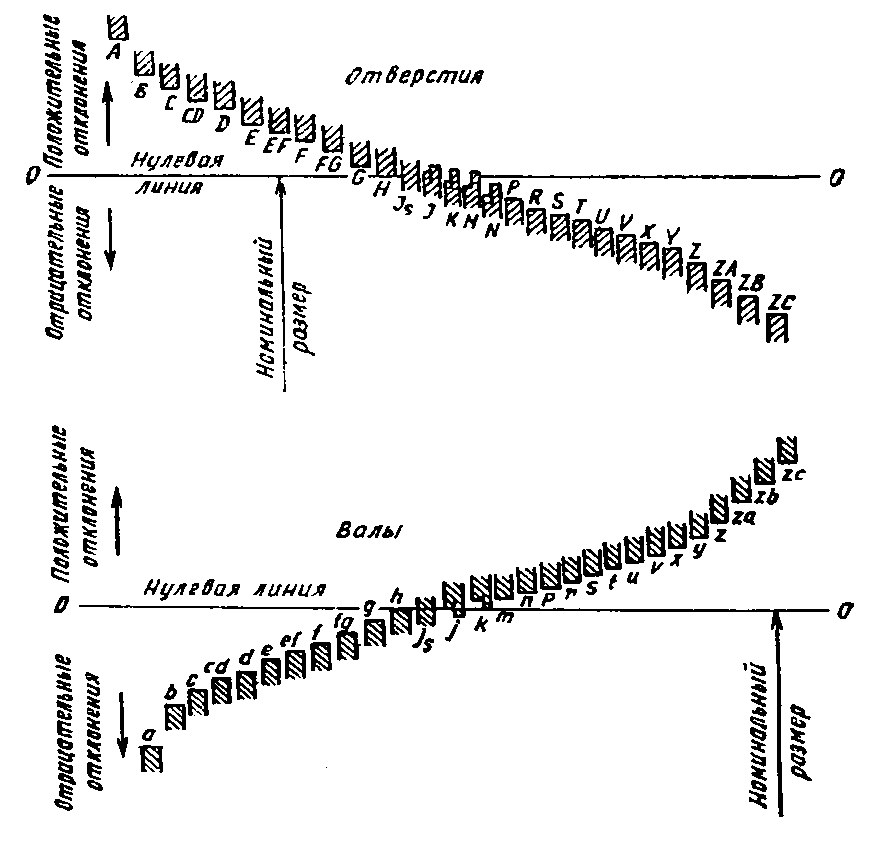 Отверстия
Положительные
отклонения
A
B
C
CD
D
E
EF
F
FG
G
H
Js
J
K
M
N
P
R
S
T
U
V
X
Y
Z
ZA
ZB
ZC
0
Нулевая
линия
0
Отрицательные
отклонения
Номинальный
размер
Положительные
отклонения
Валы
0
Нулевая линия
0
a
b
c
cd
d
e
ef
f
fg
g
h
js
j
k
m
n
p
r
s
t
u
v
x
y
z
za
zb
zc
Отрицательные
отклонения
Номинальный
размер